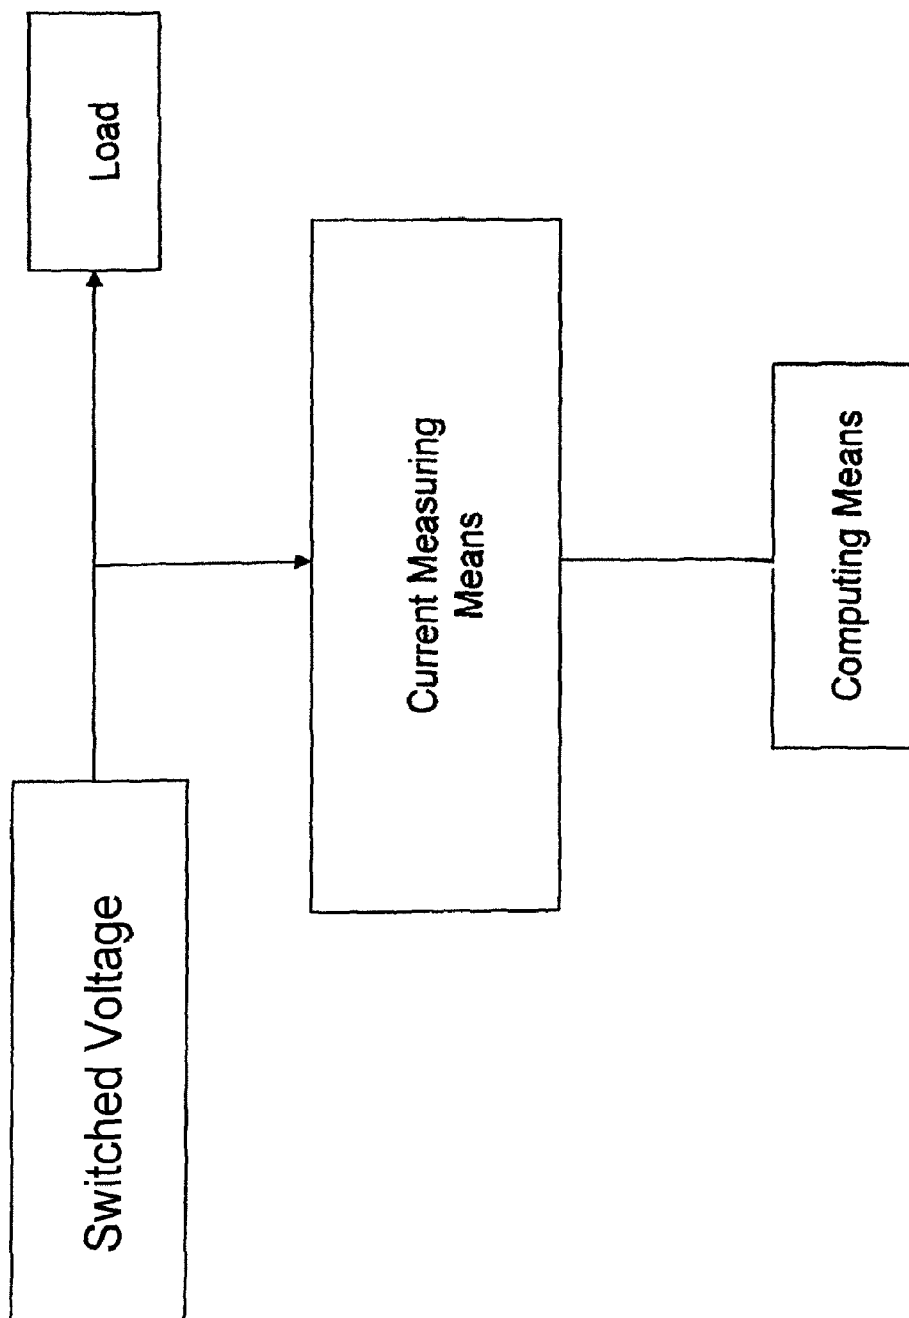 Switched Voltage
Load
Current Measuring
Means
Computing Means